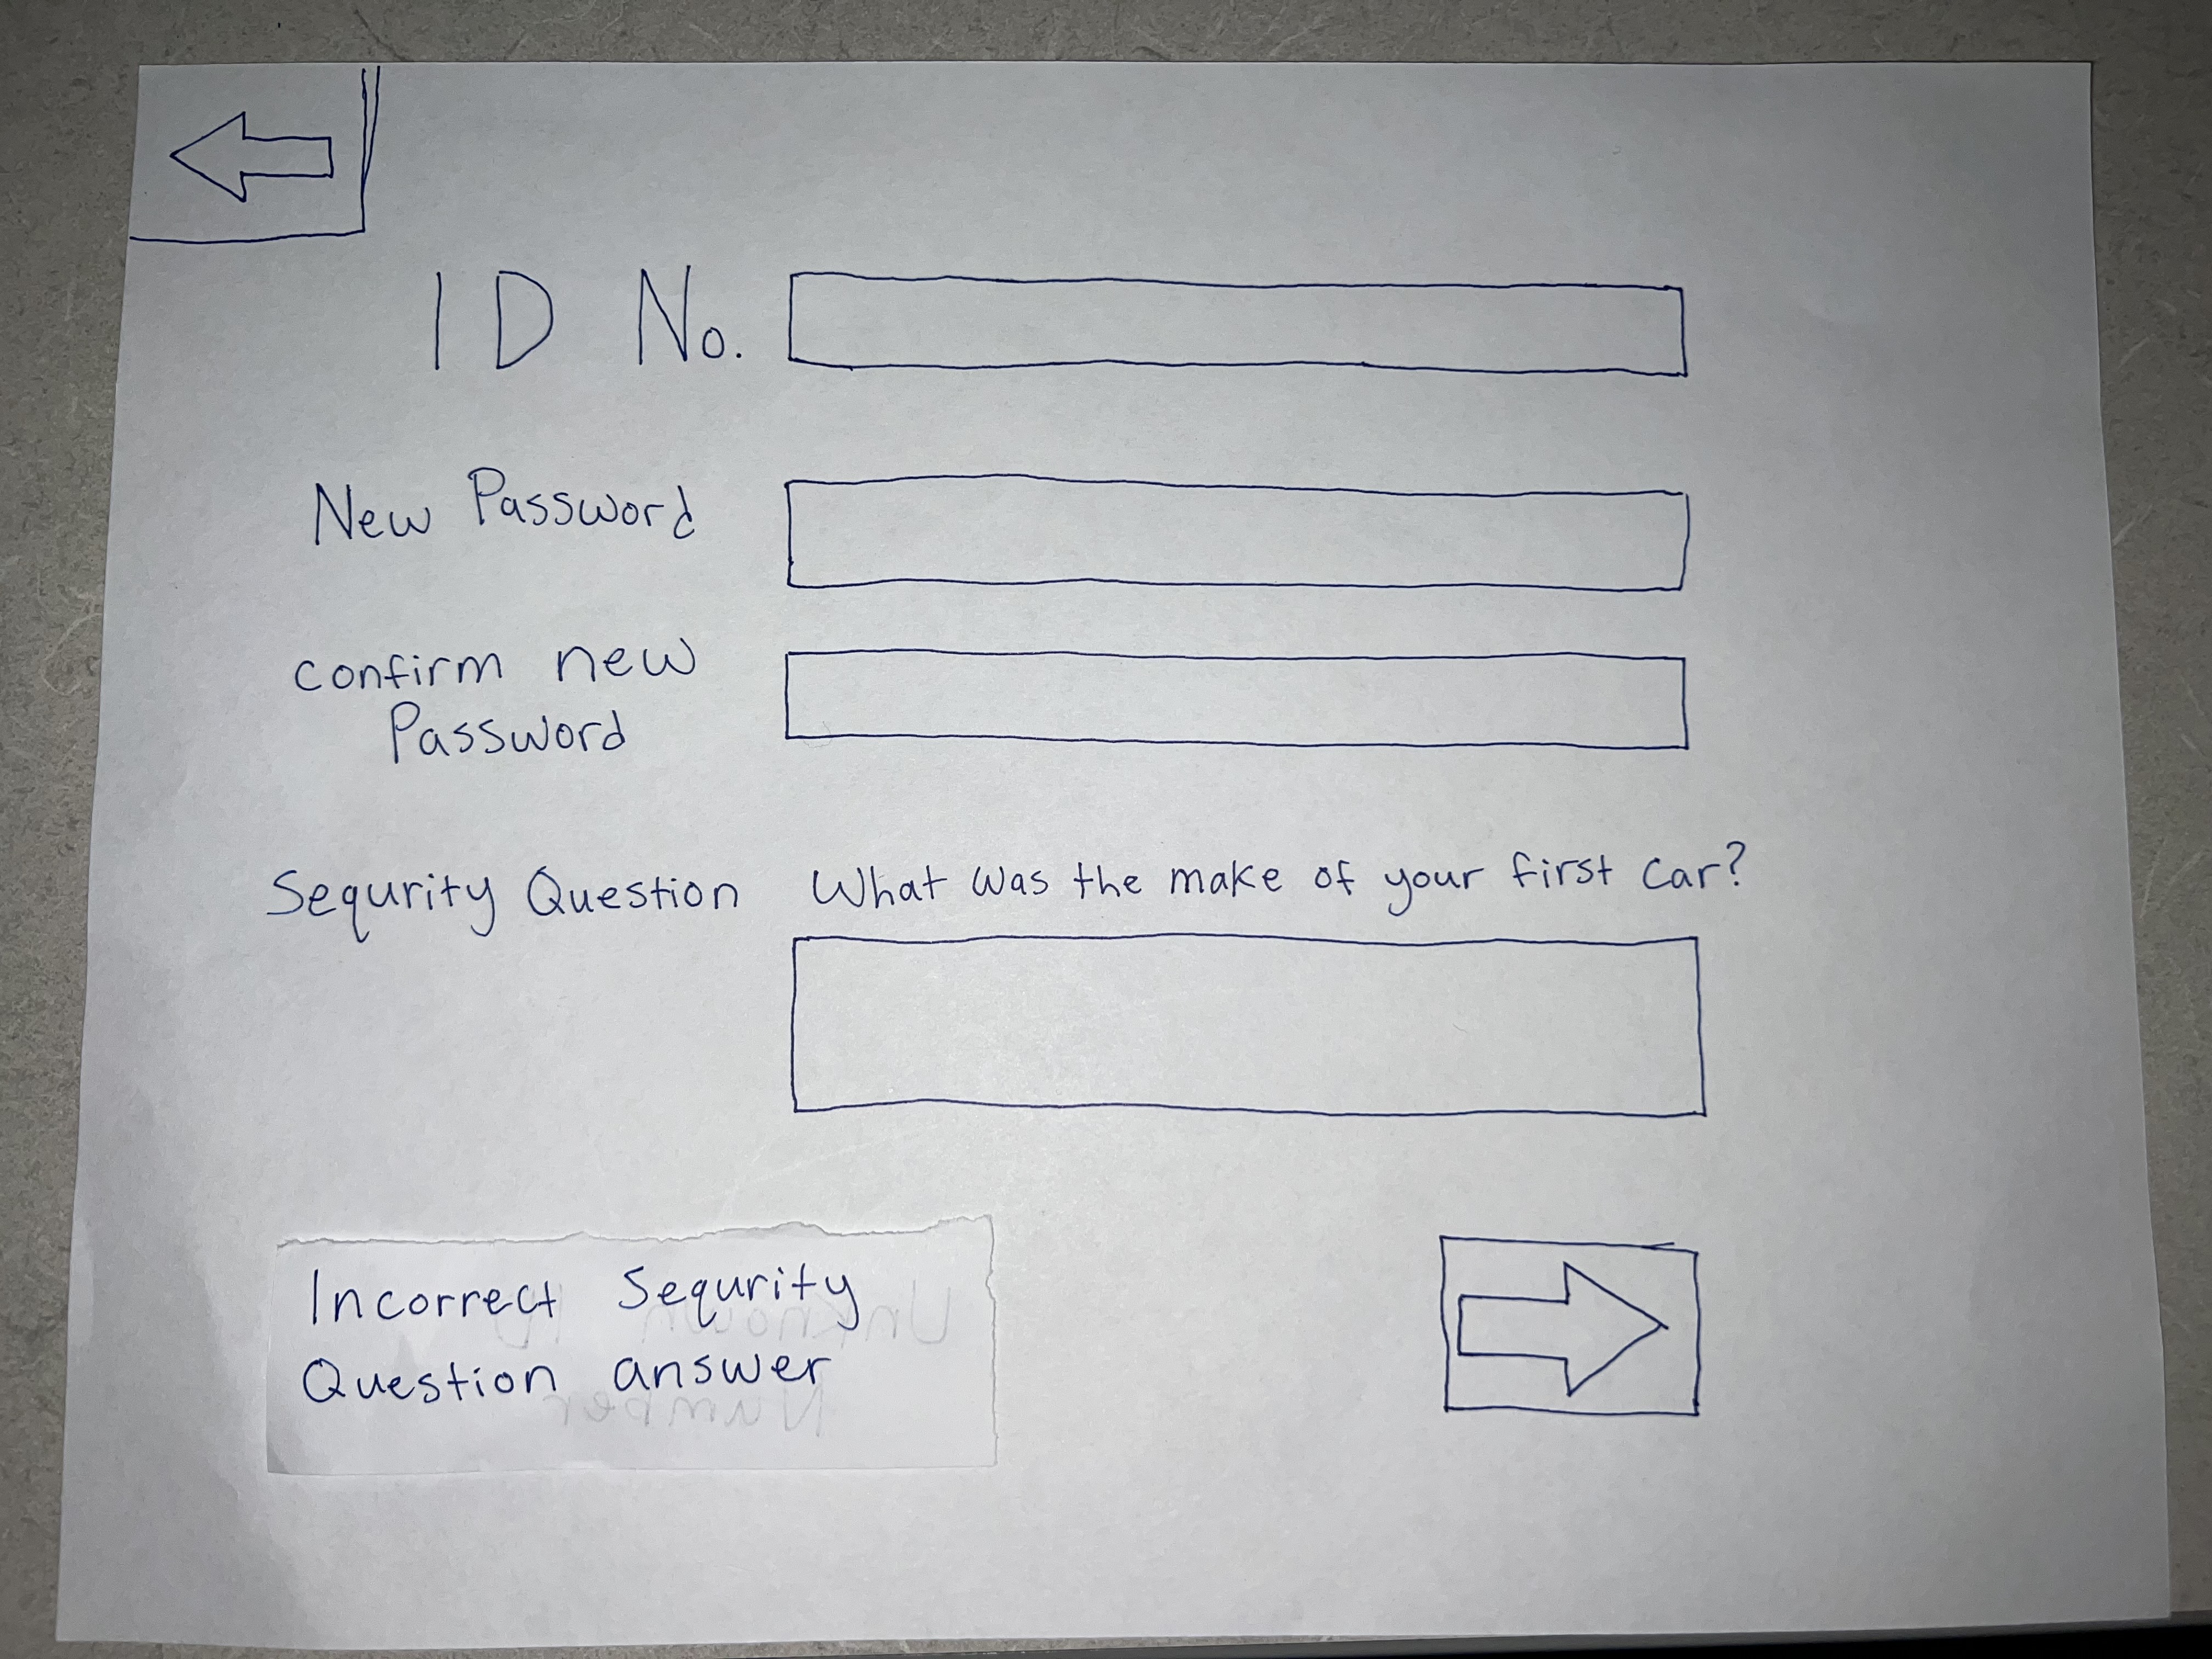 ID No.
New Password
confirm new
Password
Sequrity Question
What was the make of your first car?
Incorrect Sequrity
Question answer